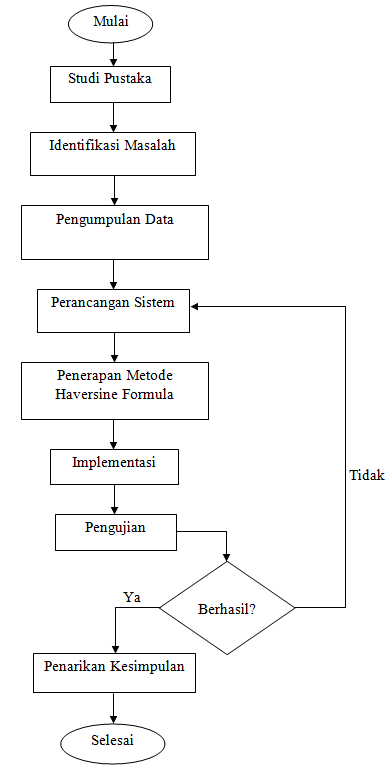 Mulai
Studi Pustaka
Identifikasi Masalah
Pengumpulan Data
Perancangan Sistem
Penerapan Metode
Haversine Formula
Implementasi
Tidak
Pengujian
Berhasil?
Ya
Penarikan Kesimpulan
Selesai